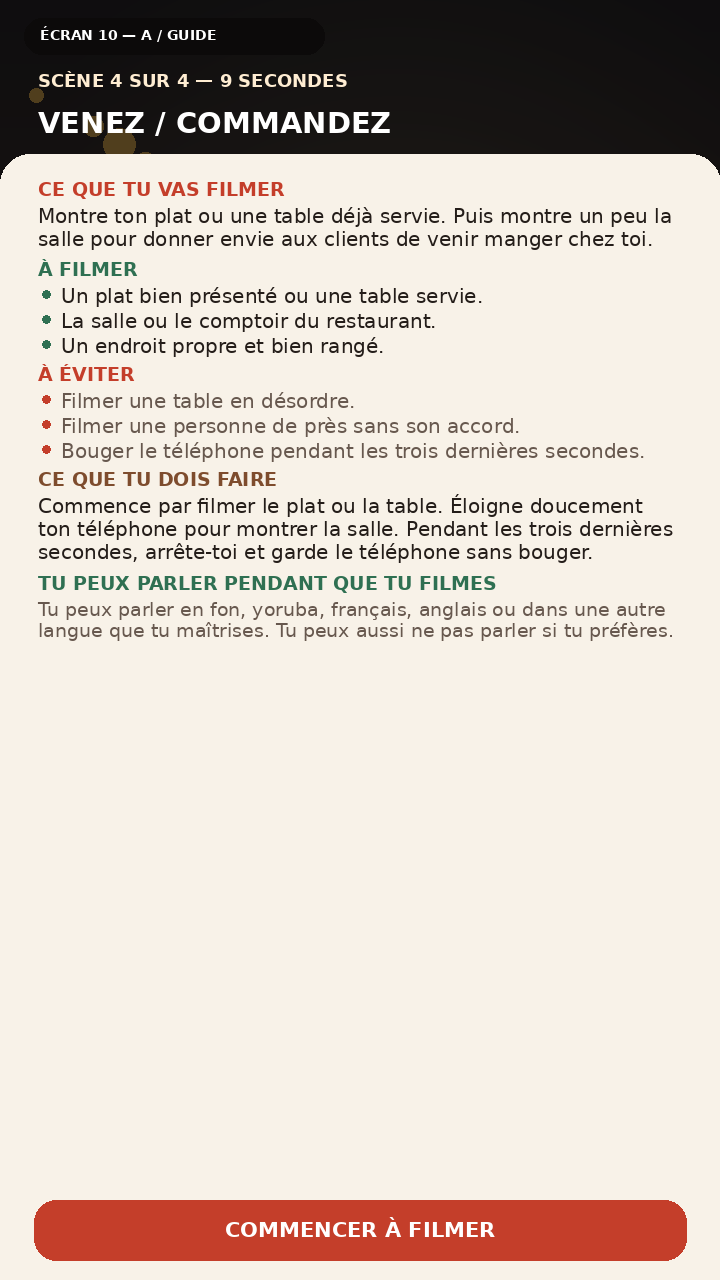 ÉCRAN 10 — A / GUIDE
SCÈNE 4 SUR 4 — 9 SECONDES
VENEZ / COMMANDEZ
CE QUE TU VAS FILMER
Montre ton plat ou une table déjà servie. Puis montre un peu la
salle pour donner envie aux clients de venir manger chez toi.
À FILMER
• Un plat bien présenté ou une table servie.
• La salle ou le comptoir du restaurant.
• Un endroit propre et bien rangé.
À ÉVITER
• Filmer une table en désordre.
• Filmer une personne de près sans son accord.
• Bouger le téléphone pendant les trois dernières secondes.
CE QUE TU DOIS FAIRE
Commence par filmer le plat ou la table. Éloigne doucement
ton téléphone pour montrer la salle. Pendant les trois dernières
secondes, arrête-toi et garde le téléphone sans bouger.
TU PEUX PARLER PENDANT QUE TU FILMES
Tu peux parler en fon, yoruba, français, anglais ou dans une autre
langue que tu maîtrises. Tu peux aussi ne pas parler si tu préfères.
COMMENCER À FILMER